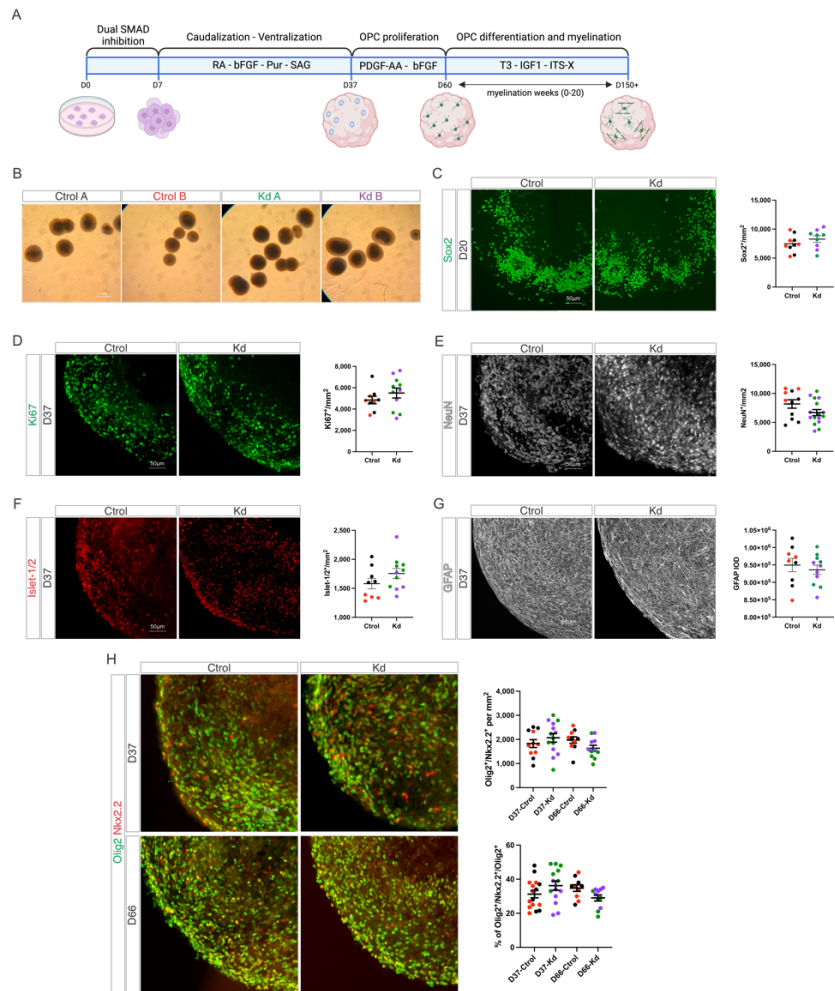 A
Dual SMAD
inhibition
Caudalization - Ventralization
OPC proliferation
OPC differentiation and myelination
RA - bFGF - Pur - SAG
PDGF-AA - bFGF
T3 - IGF1 - ITS-X
D0
D7
D37
D60
myelination weeks (0-20)
D150+
B
Ctrol A
Ctrol B
Kd A
Kd B
C
Ctrol
Kd
Sox2
D20
50µm
Sox2⁺/mm²
15,000
10,000
5,000
0
Ctrol
Kd
D
Ctrol
Kd
Ki67
D37
50µm
Ki67⁺/mm²
8,000
6,000
4,000
2,000
0
Ctrol
Kd
E
Ctrol
Kd
NeuN
D37
50µm
NeuN⁺/mm2
15,000
10,000
5,000
0
Ctrol
Kd
F
Ctrol
Kd
Islet-1/2
D37
50µm
Islet-1/2⁺/mm²
2,500
2,000
1,500
1,000
Ctrol
Kd
G
Ctrol
Kd
GFAP
D37
50µm
GFAP IOD
1.05×10⁶
1.00×10⁶
9.50×10⁵
9.00×10⁵
8.50×10⁵
8.00×10⁵
Ctrol
Kd
H
Ctrol
Kd
Olig2 Nkx2.2
D37
50µm
D66
Olig2⁺/Nkx2.2⁺ per mm²
4,000
3,000
2,000
1,000
0
D37-Ctrol
D37-Kd
D66-Ctrol
D66-Kd
% of Olig2⁺/Nkx2.2⁺/Olig2⁺
60
40
20
0
D37-Ctrol
D37-Kd
D66-Ctrol
D66-Kd